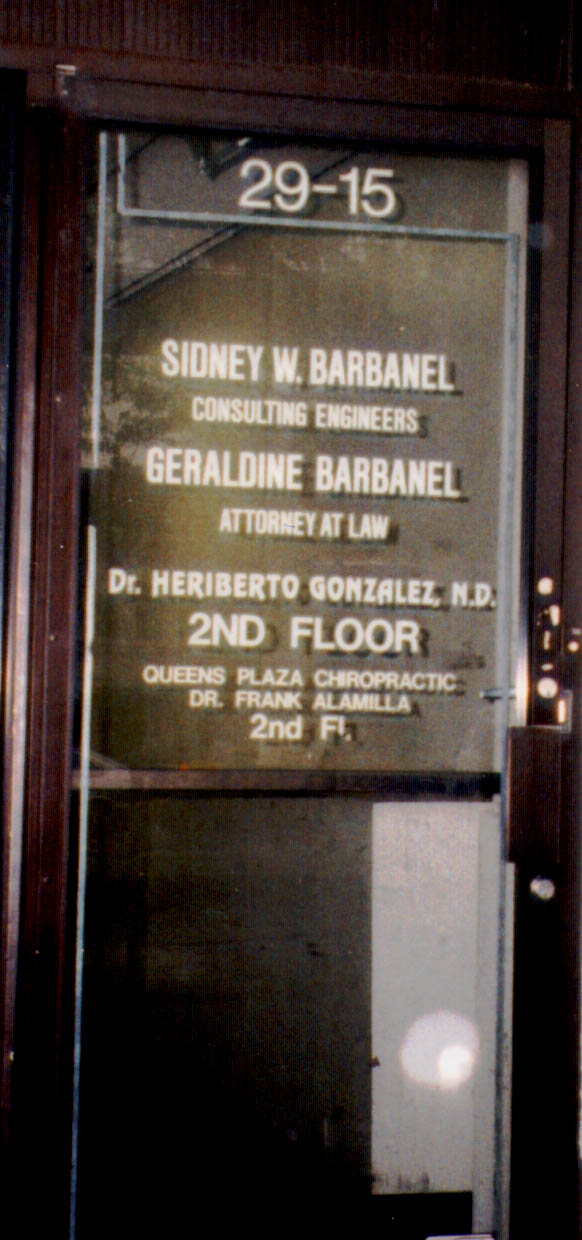 29-15
SIDNEY W. BARBANEL
CONSULTING ENGINEERS
GERALDINE BARBANEL
ATTORNEY AT LAW
Dr. HERIBERTO GONZALEZ, N.D.
2ND FLOOR
QUEENS PLAZA CHIROPRACTIC
DR. FRANK ALAMILLA
2nd Fl.